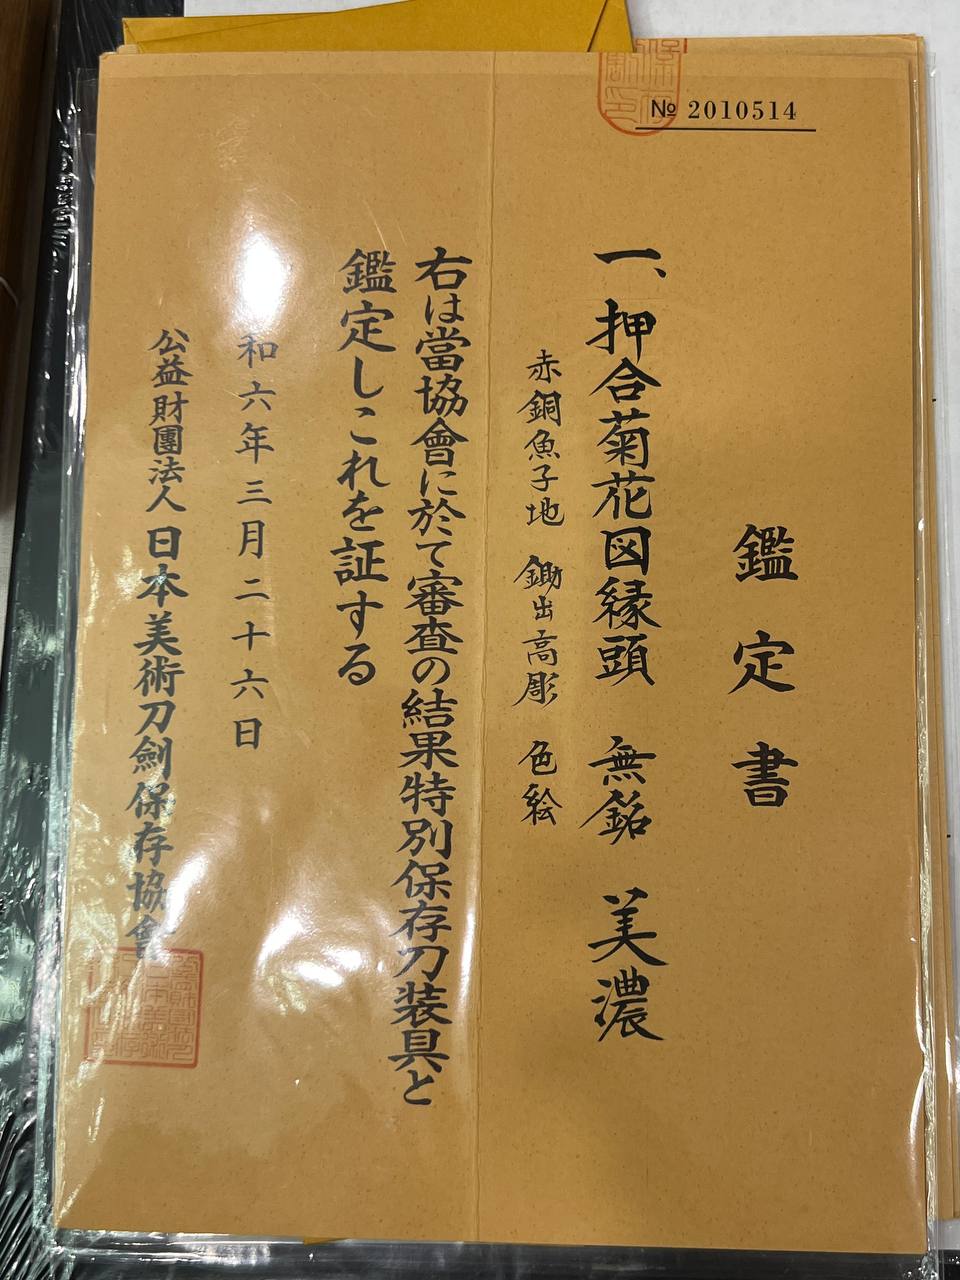 № 2010514
鑑定書
一、押合菊花図縁頭 無銘 美濃
赤銅魚子地 鋤出高彫 色絵
右は當協會に於て審査の結果特別保存刀装具と
鑑定しこれを証する
和六年三月二十六日
公益財團法人 日本美術刀劍保存協會